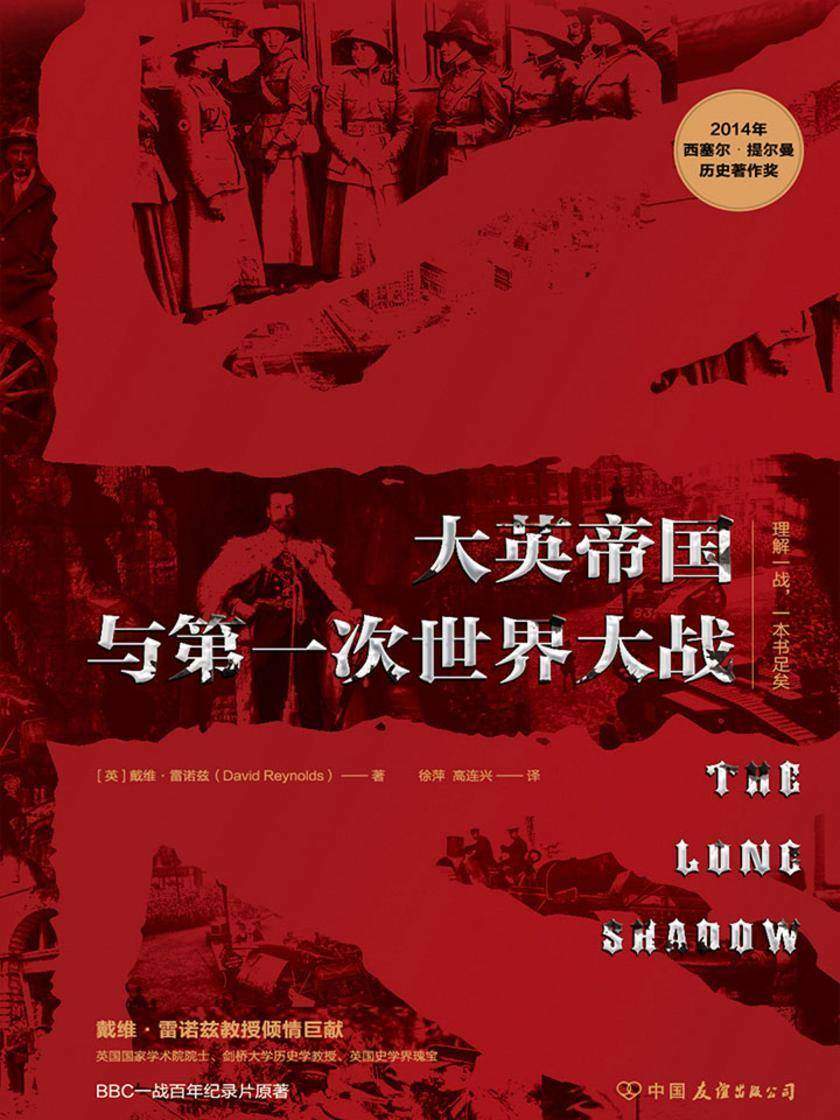 2014年
西塞尔·提尔曼
历史著作奖
大英帝国
与第一次世界大战
理解一战，一本书足矣
[ 英 ] 戴维·雷诺兹（David Reynolds）—— 著 徐萍 高连兴 —— 译
THE
LONG
SHADOW
戴维·雷诺兹教授倾情巨献
英国国家学术院院士、剑桥大学历史学教授、英国史学界瑰宝
BBC一战百年纪录片原著
中国友谊出版公司